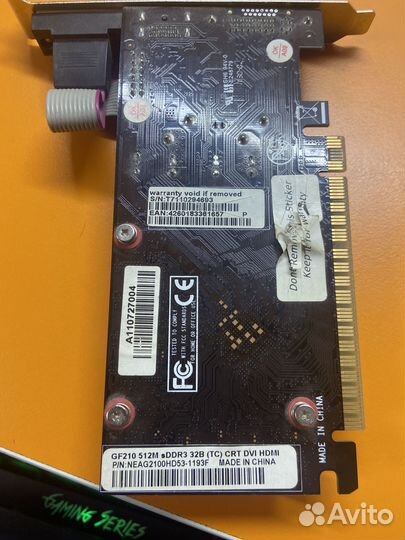 warranty void if removed
S/N:T7110294693
EAN:4260183361657 P
Dont Remove This Sticker
Keep it for warranty
A110727004
FC CE
TESTED TO COMPLY
WITH FCC STANDARDS
FOR HOME OR OFFICE USE
MADE IN CHINA
GF210 512M sDDR3 32B (TC) CRT DVI HDMI
P/N:NEAG2100HD53-1193F MADE IN CHINA
GAMING SERIES
Avito